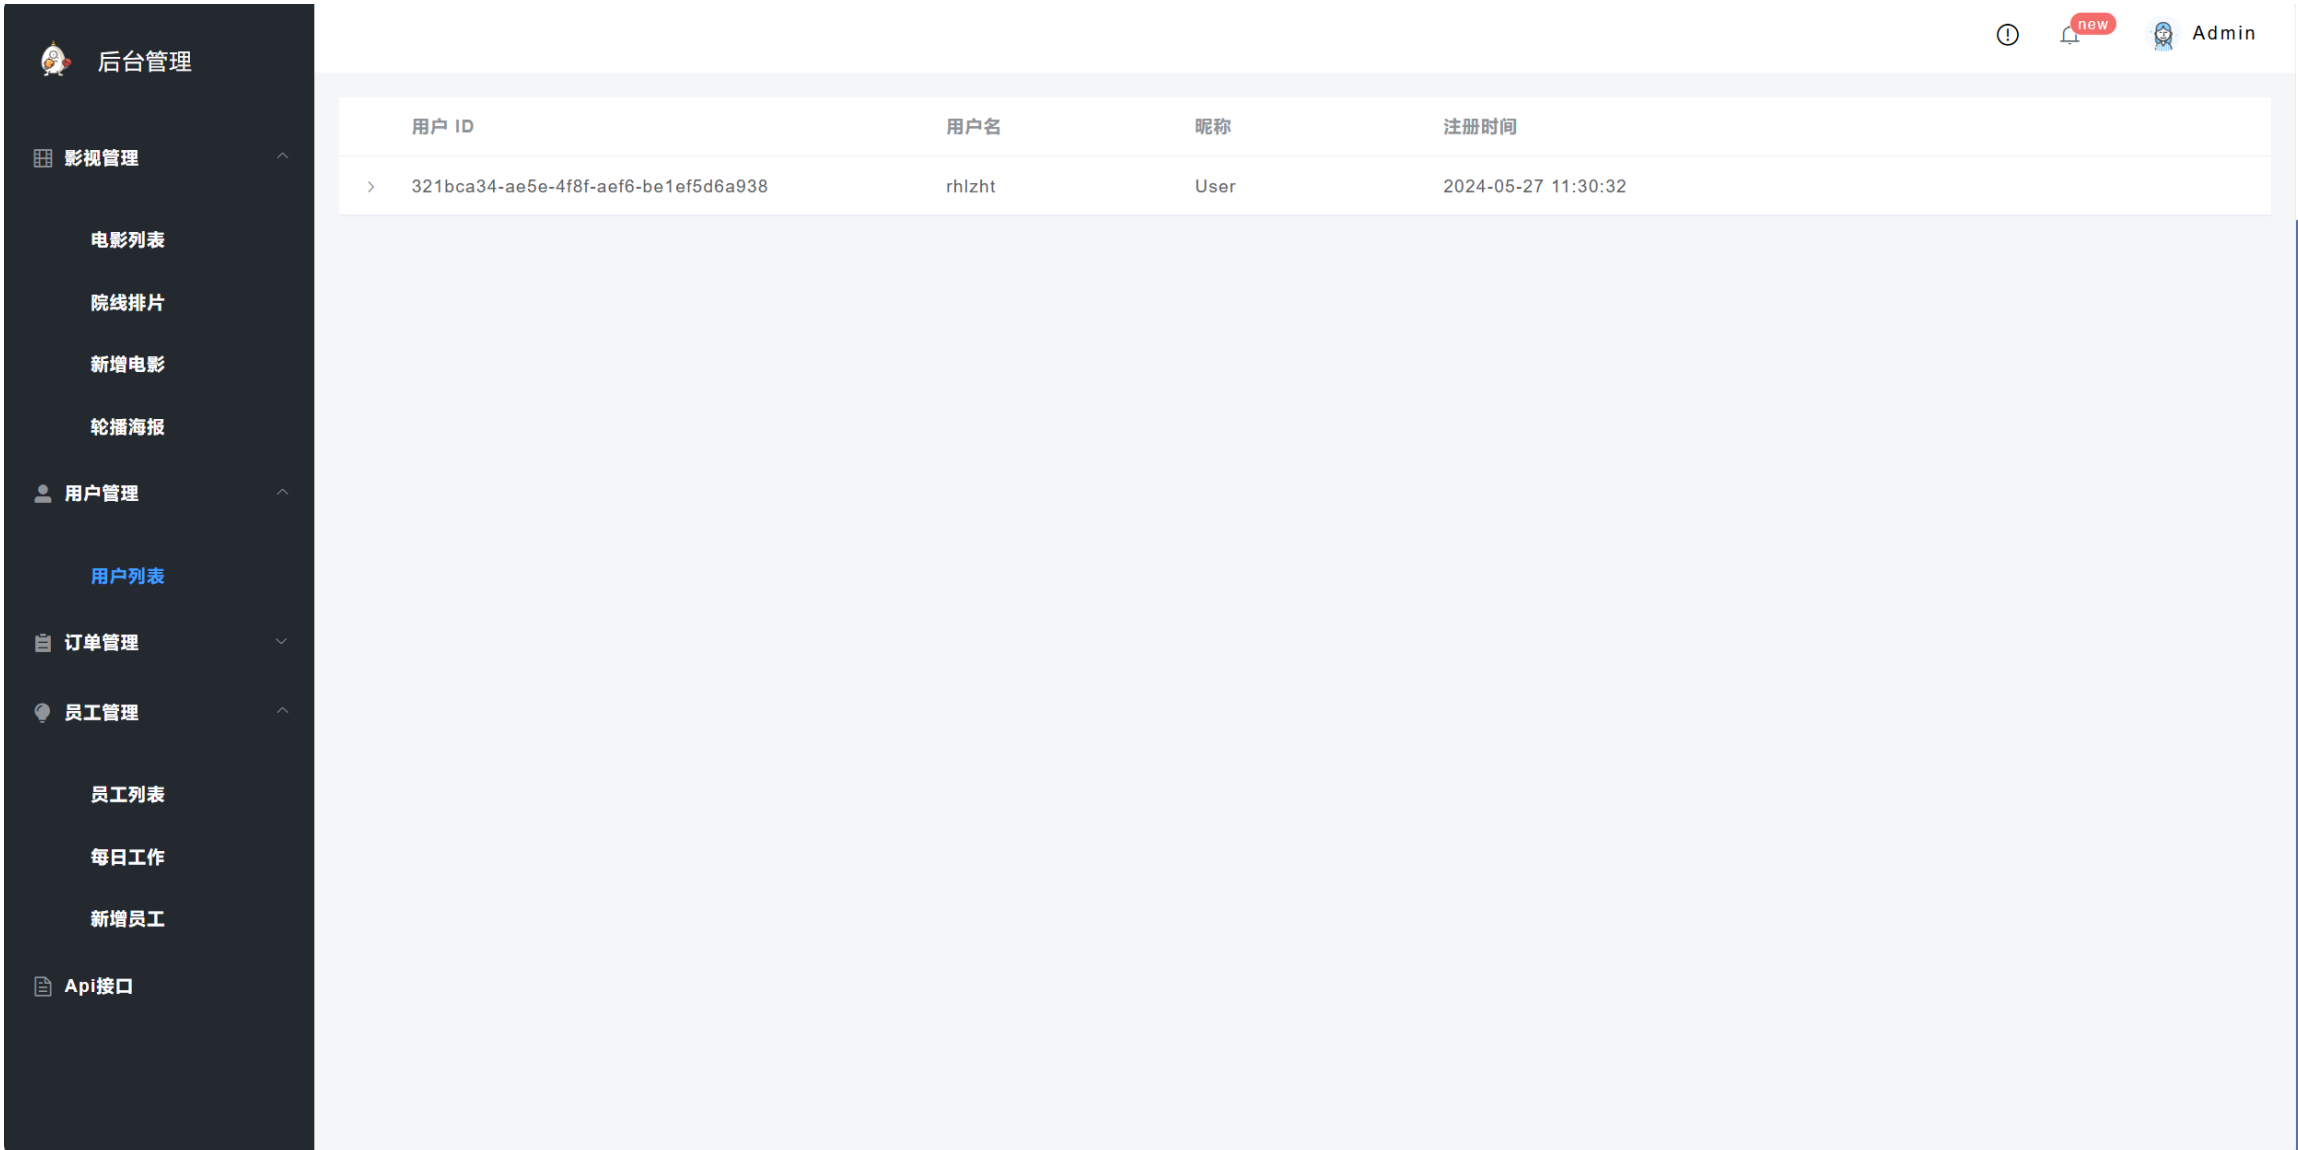 后台管理
影视管理
电影列表
院线排片
新增电影
轮播海报
用户管理
用户列表
订单管理
员工管理
员工列表
每日工作
新增员工
Api接口
new
Admin
用户 ID 用户名 昵称 注册时间
321bca34-ae5e-4f8f-aef6-be1ef5d6a938 rhlzht User 2024-05-27 11:30:32